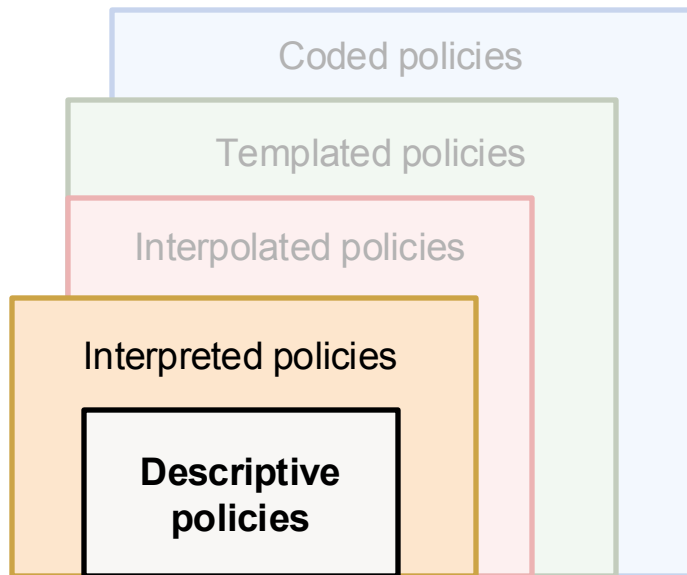 Coded policies
Templated policies
Interpolated policies
Interpreted policies
Descriptive
policies